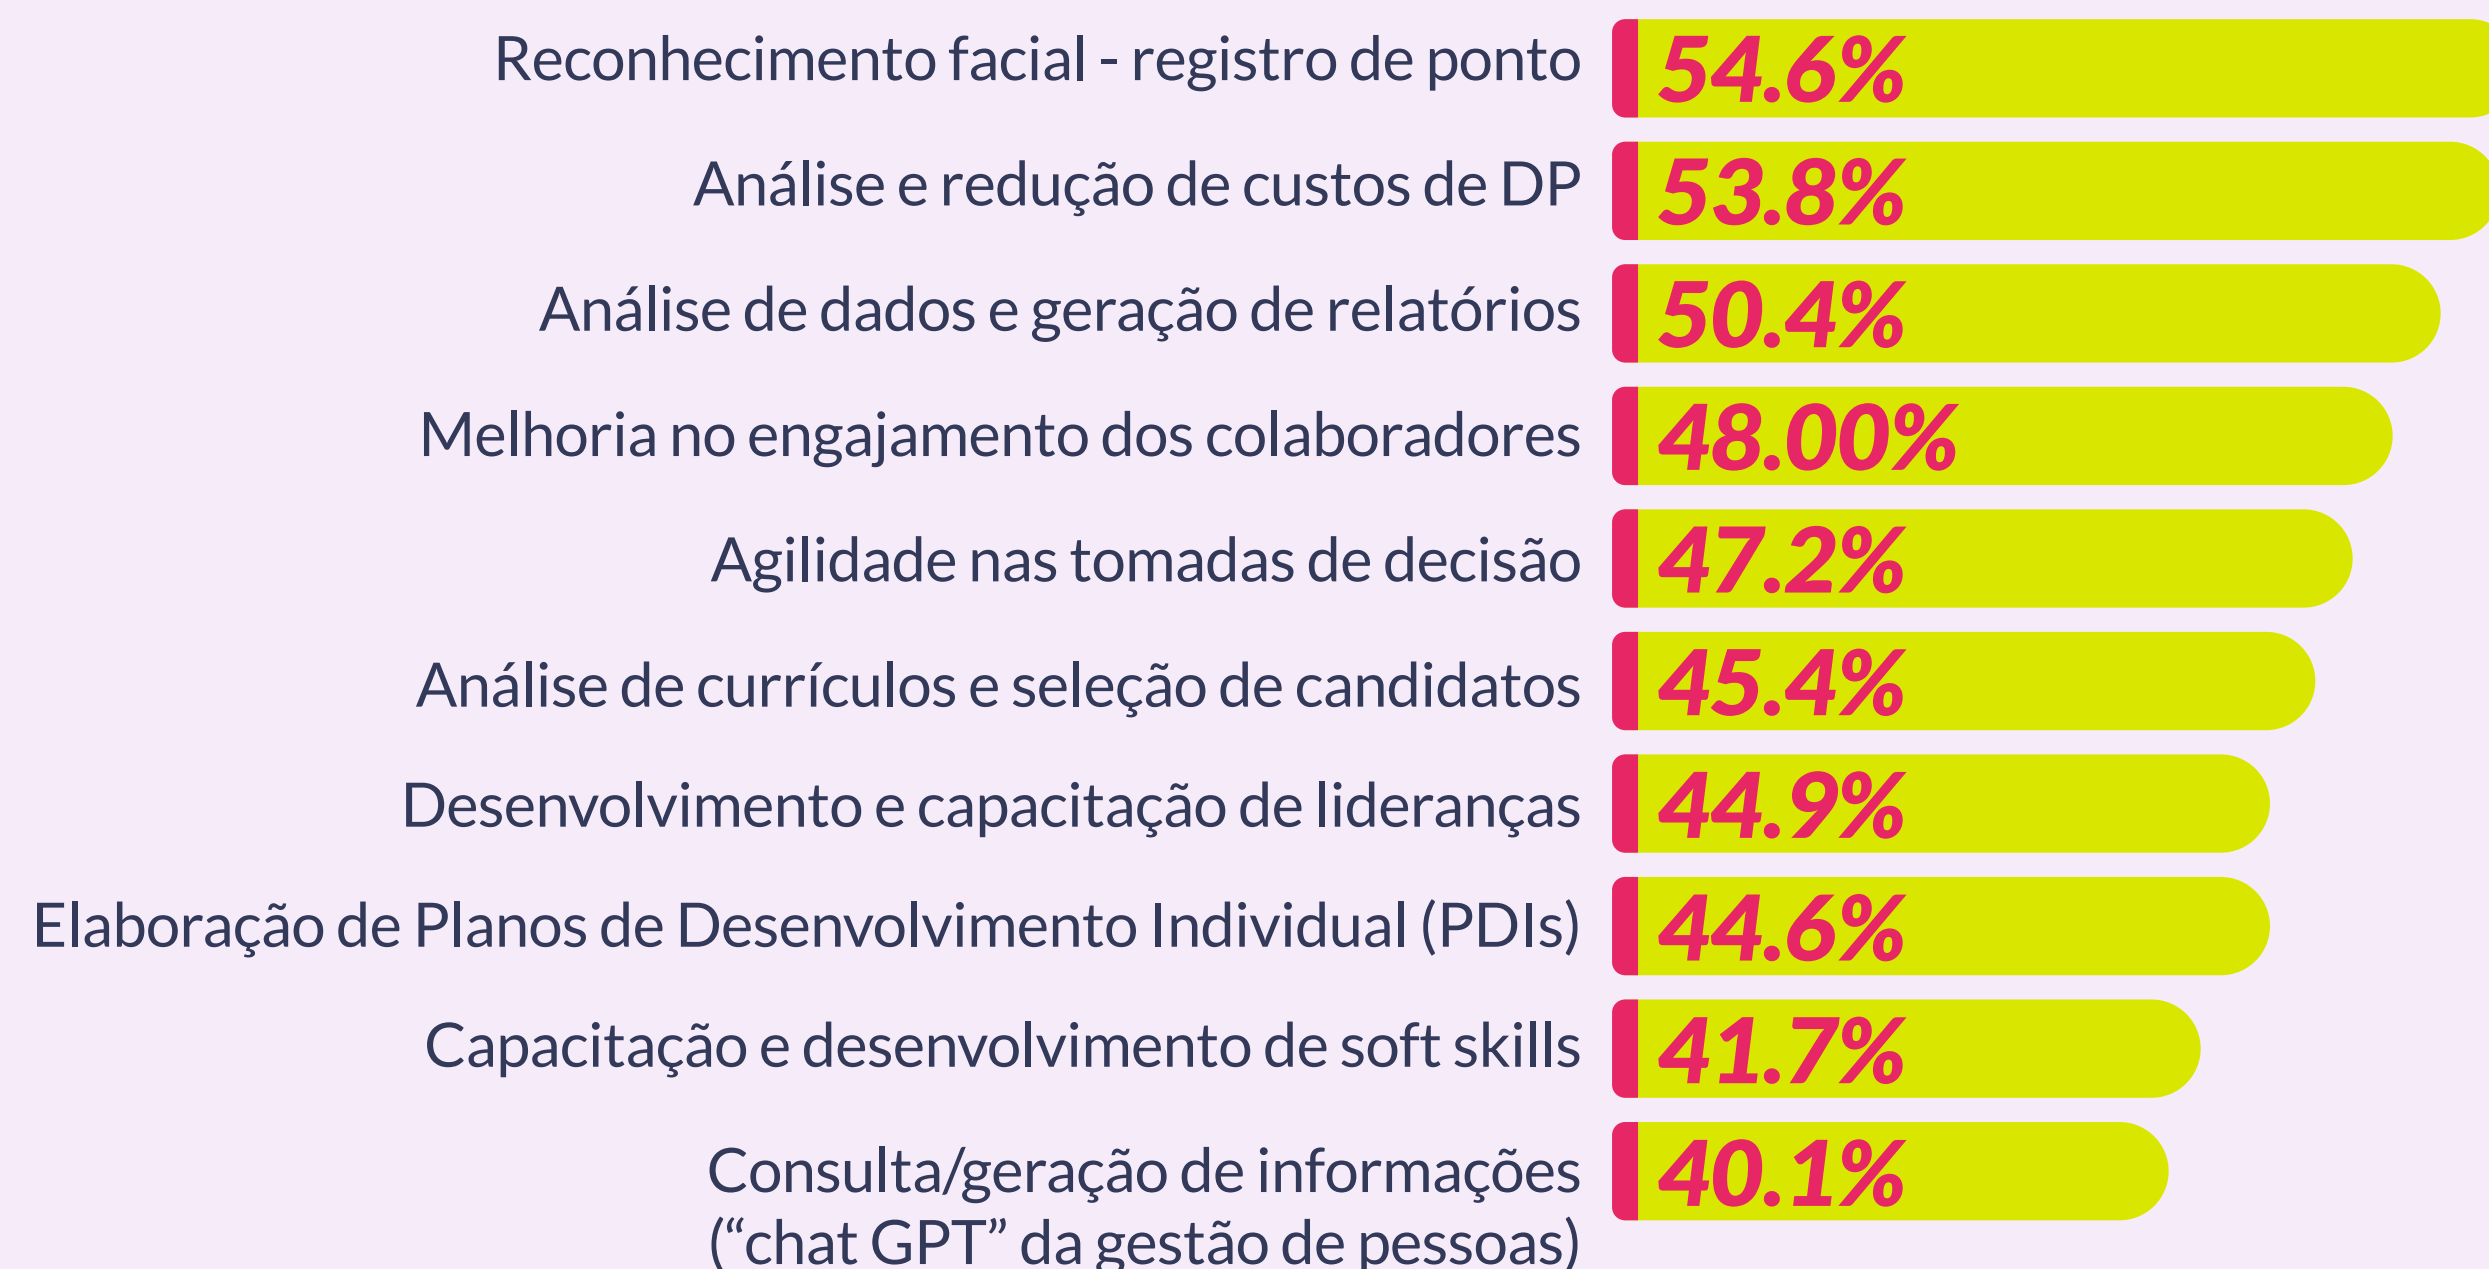 Reconhecimento facial - registro de ponto 54.6%
Análise e redução de custos de DP 53.8%
Análise de dados e geração de relatórios 50.4%
Melhoria no engajamento dos colaboradores 48.00%
Agilidade nas tomadas de decisão 47.2%
Análise de currículos e seleção de candidatos 45.4%
Desenvolvimento e capacitação de lideranças 44.9%
Elaboração de Planos de Desenvolvimento Individual (PDIs) 44.6%
Capacitação e desenvolvimento de soft skills 41.7%
Consulta/geração de informações 40.1%
(“chat GPT” da gestão de pessoas)